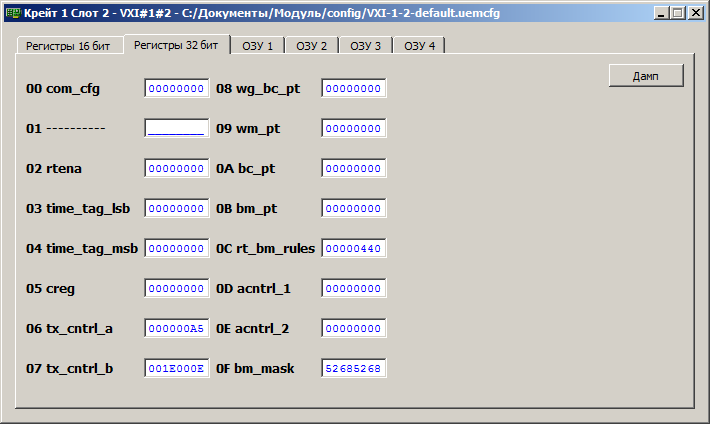 Крейт 1 Слот 2 - VXI#1#2 - C:/Документы/Модуль/config/VXI-1-2-default.uemcfg
Регистры 16 бит Регистры 32 бит ОЗУ 1 ОЗУ 2 ОЗУ 3 ОЗУ 4
Дамп
00 com_cfg 00000000 08 wg_bc_pt 00000000
01 ---------- ________ 09 wm_pt 00000000
02 rtena 00000000 0A bc_pt 00000000
03 time_tag_lsb 00000000 0B bm_pt 00000000
04 time_tag_msb 00000000 0C rt_bm_rules 00000440
05 creg 00000000 0D acntrl_1 00000000
06 tx_cntrl_a 000000A5 0E acntrl_2 00000000
07 tx_cntrl_b 001E000E 0F bm_mask 52685268